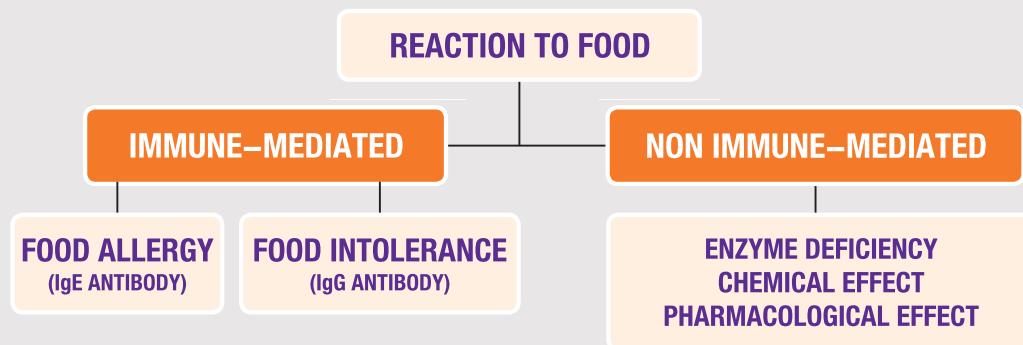 REACTION TO FOOD
IMMUNE–MEDIATED
NON IMMUNE–MEDIATED
FOOD ALLERGY
(IgE ANTIBODY)
FOOD INTOLERANCE
(IgG ANTIBODY)
ENZYME DEFICIENCY
CHEMICAL EFFECT
PHARMACOLOGICAL EFFECT